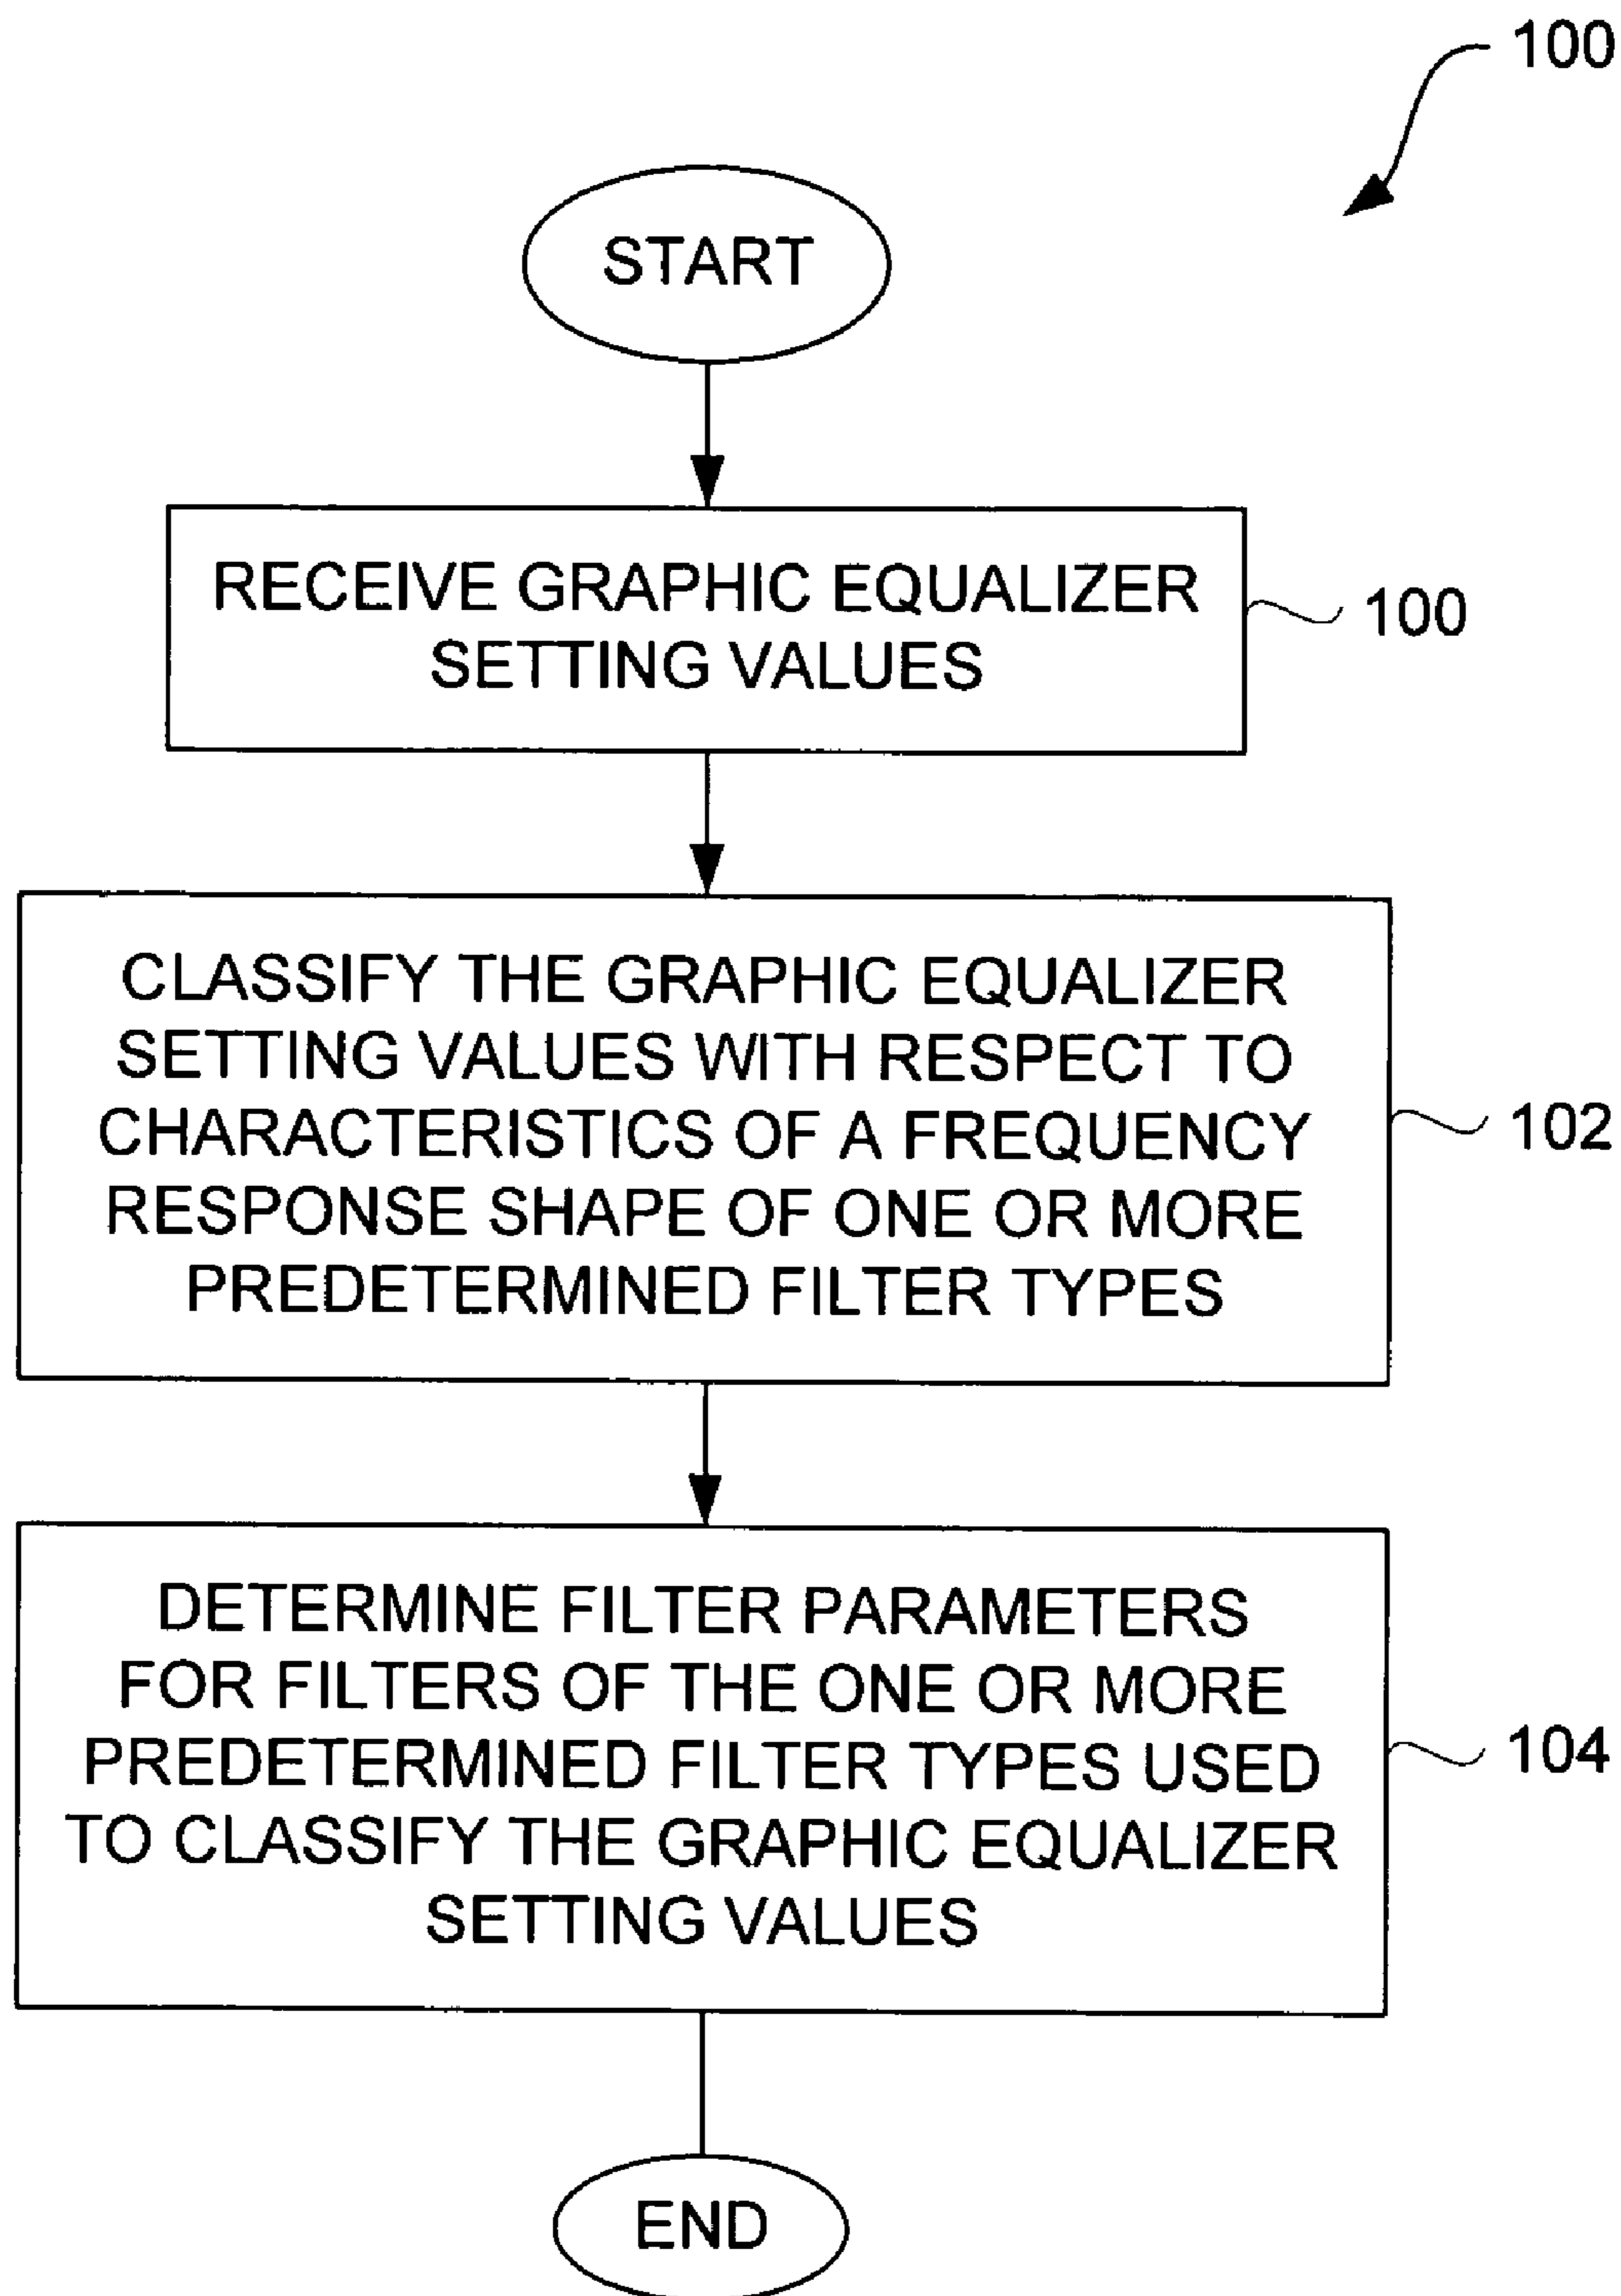 100
START
RECEIVE GRAPHIC EQUALIZER
SETTING VALUES
100
CLASSIFY THE GRAPHIC EQUALIZER
SETTING VALUES WITH RESPECT TO
CHARACTERISTICS OF A FREQUENCY
RESPONSE SHAPE OF ONE OR MORE
PREDETERMINED FILTER TYPES
102
DETERMINE FILTER PARAMETERS
FOR FILTERS OF THE ONE OR MORE
PREDETERMINED FILTER TYPES USED
TO CLASSIFY THE GRAPHIC EQUALIZER
SETTING VALUES
104
END